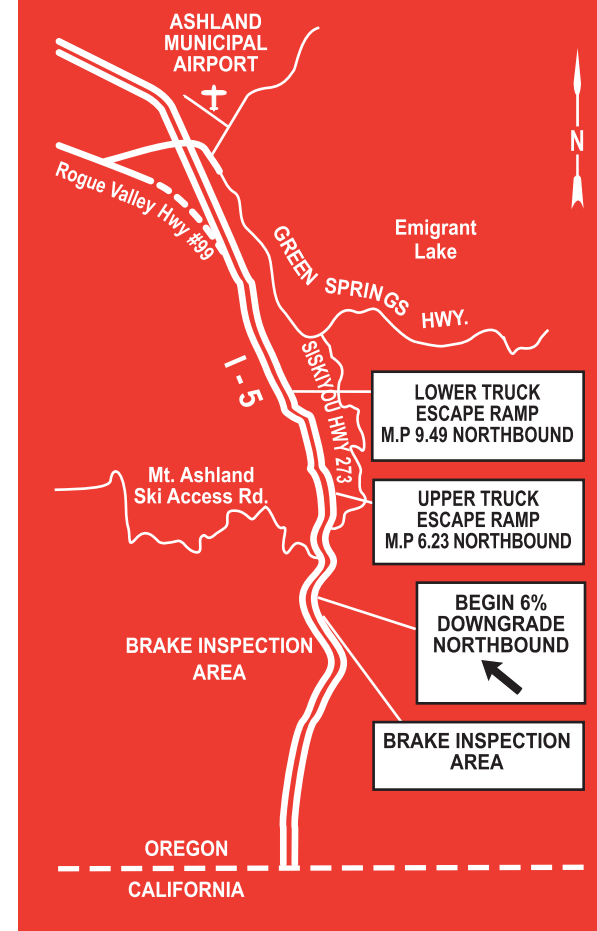 ASHLAND
MUNICIPAL
AIRPORT
N
Rogue Valley Hwy #99
Emigrant
Lake
GREEN SPRINGS HWY.
SISKIYOU HWY 273
I - 5
LOWER TRUCK
ESCAPE RAMP
M.P 9.49 NORTHBOUND
Mt. Ashland
Ski Access Rd.
UPPER TRUCK
ESCAPE RAMP
M.P 6.23 NORTHBOUND
BEGIN 6%
DOWNGRADE
NORTHBOUND
BRAKE INSPECTION
AREA
BRAKE INSPECTION
AREA
OREGON
CALIFORNIA